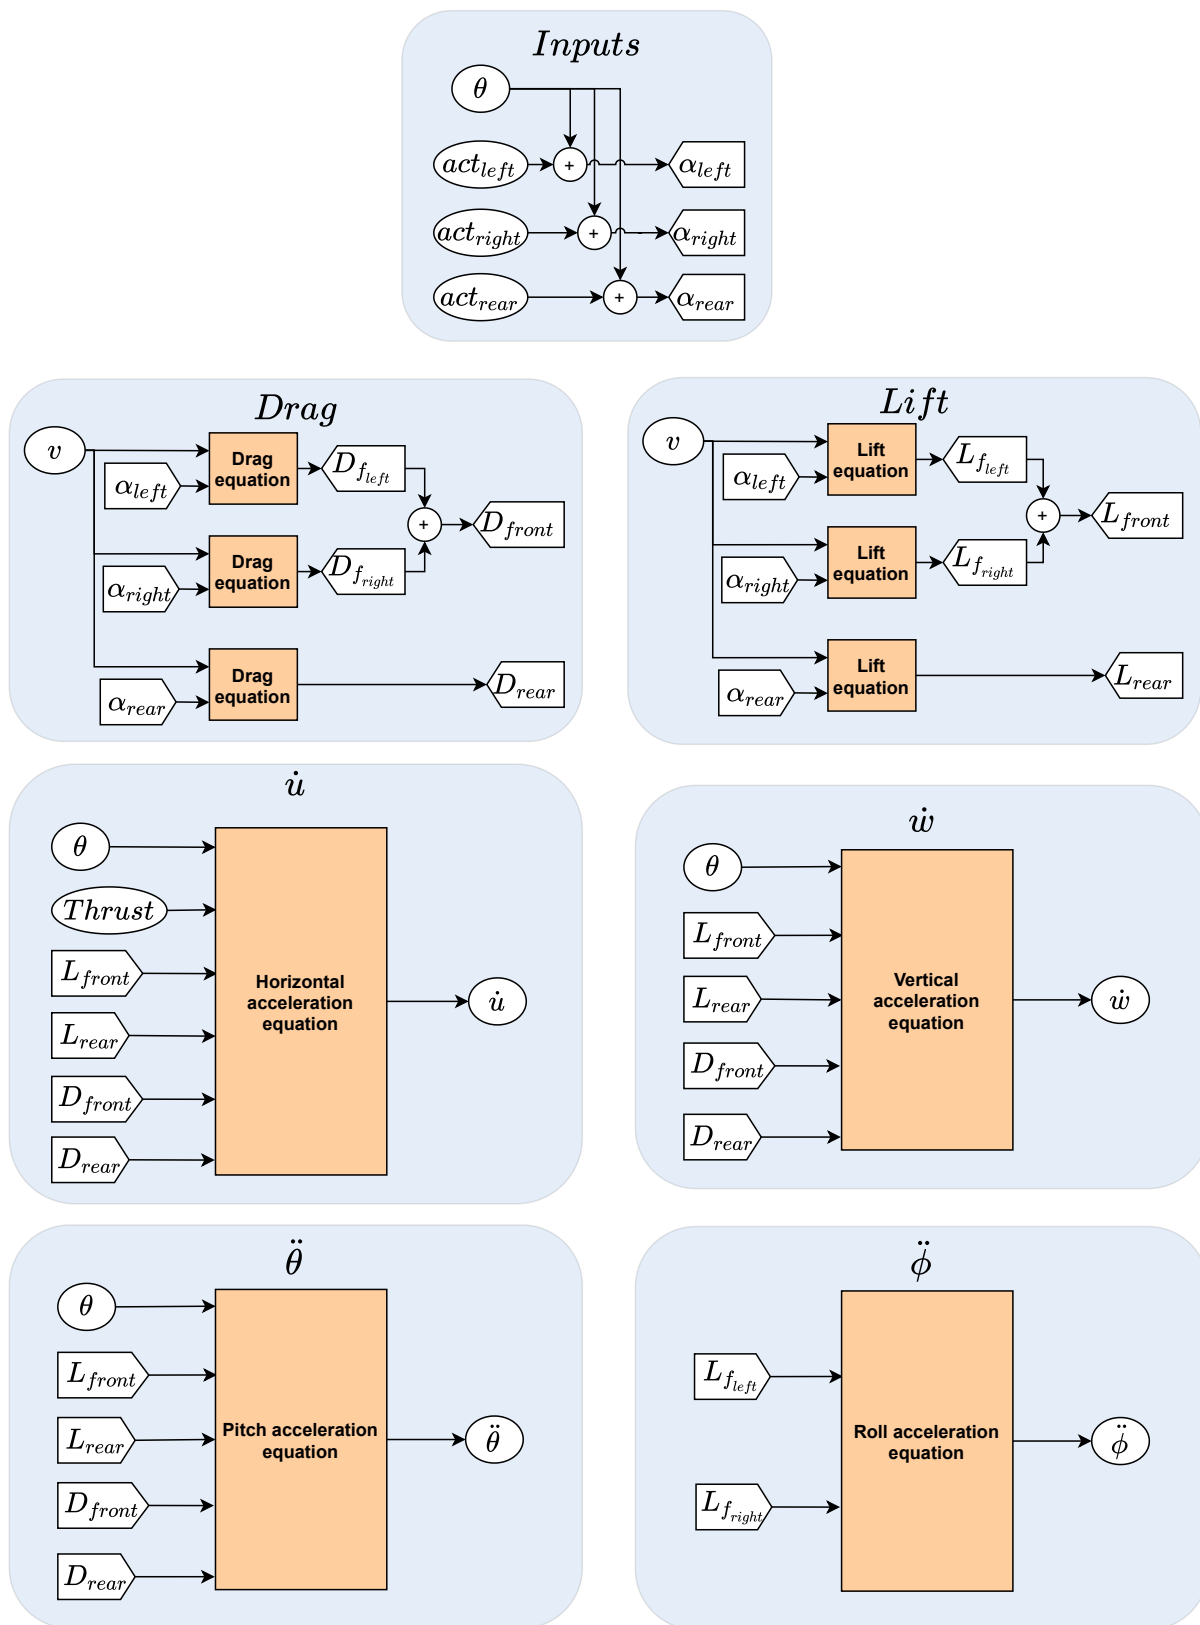 Inputs
θ
act_left
+
α_left
act_right
+
α_right
act_rear
+
α_rear
Drag
v
Drag
equation
D_f_left
α_left
+
D_front
Drag
equation
D_f_right
α_right
Drag
equation
D_rear
α_rear
Lift
v
Lift
equation
L_f_left
α_left
+
L_front
Lift
equation
L_f_right
α_right
Lift
equation
L_rear
α_rear
u̇
θ
Thrust
L_front
L_rear
D_front
D_rear
Horizontal
acceleration
equation
u̇
ẇ
θ
L_front
L_rear
D_front
D_rear
Vertical
acceleration
equation
ẇ
θ̈
θ
L_front
L_rear
D_front
D_rear
Pitch acceleration
equation
θ̈
ϕ̈
L_f_left
L_f_right
Roll acceleration
equation
ϕ̈